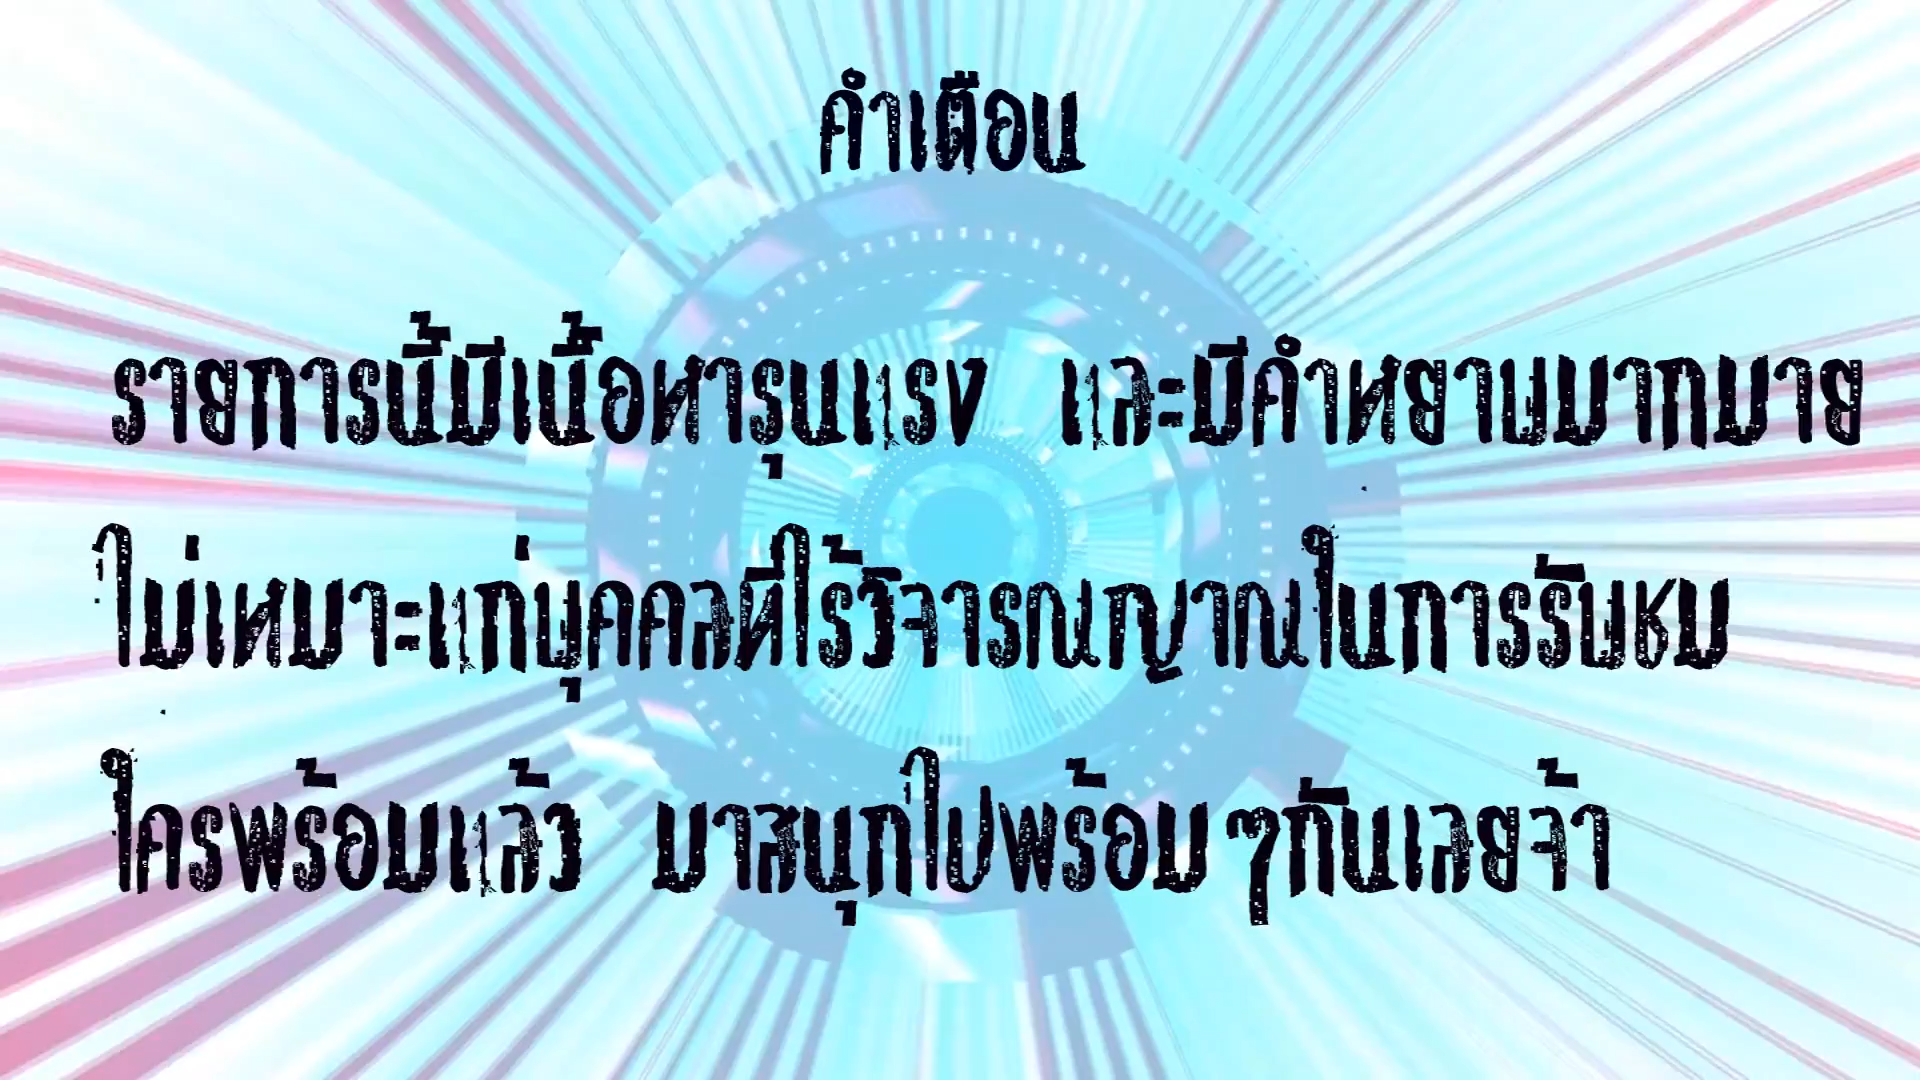 คำเตือน
รายการนี้มีเนื้อหารุนแรง และมีคำหยาบมากมาย
ไม่เหมาะแก่บุคคลที่ไร้วิจารณญาณในการรับชม
ใครพร้อมแล้ว มาสนุกไปพร้อมๆกันเลยจ้า